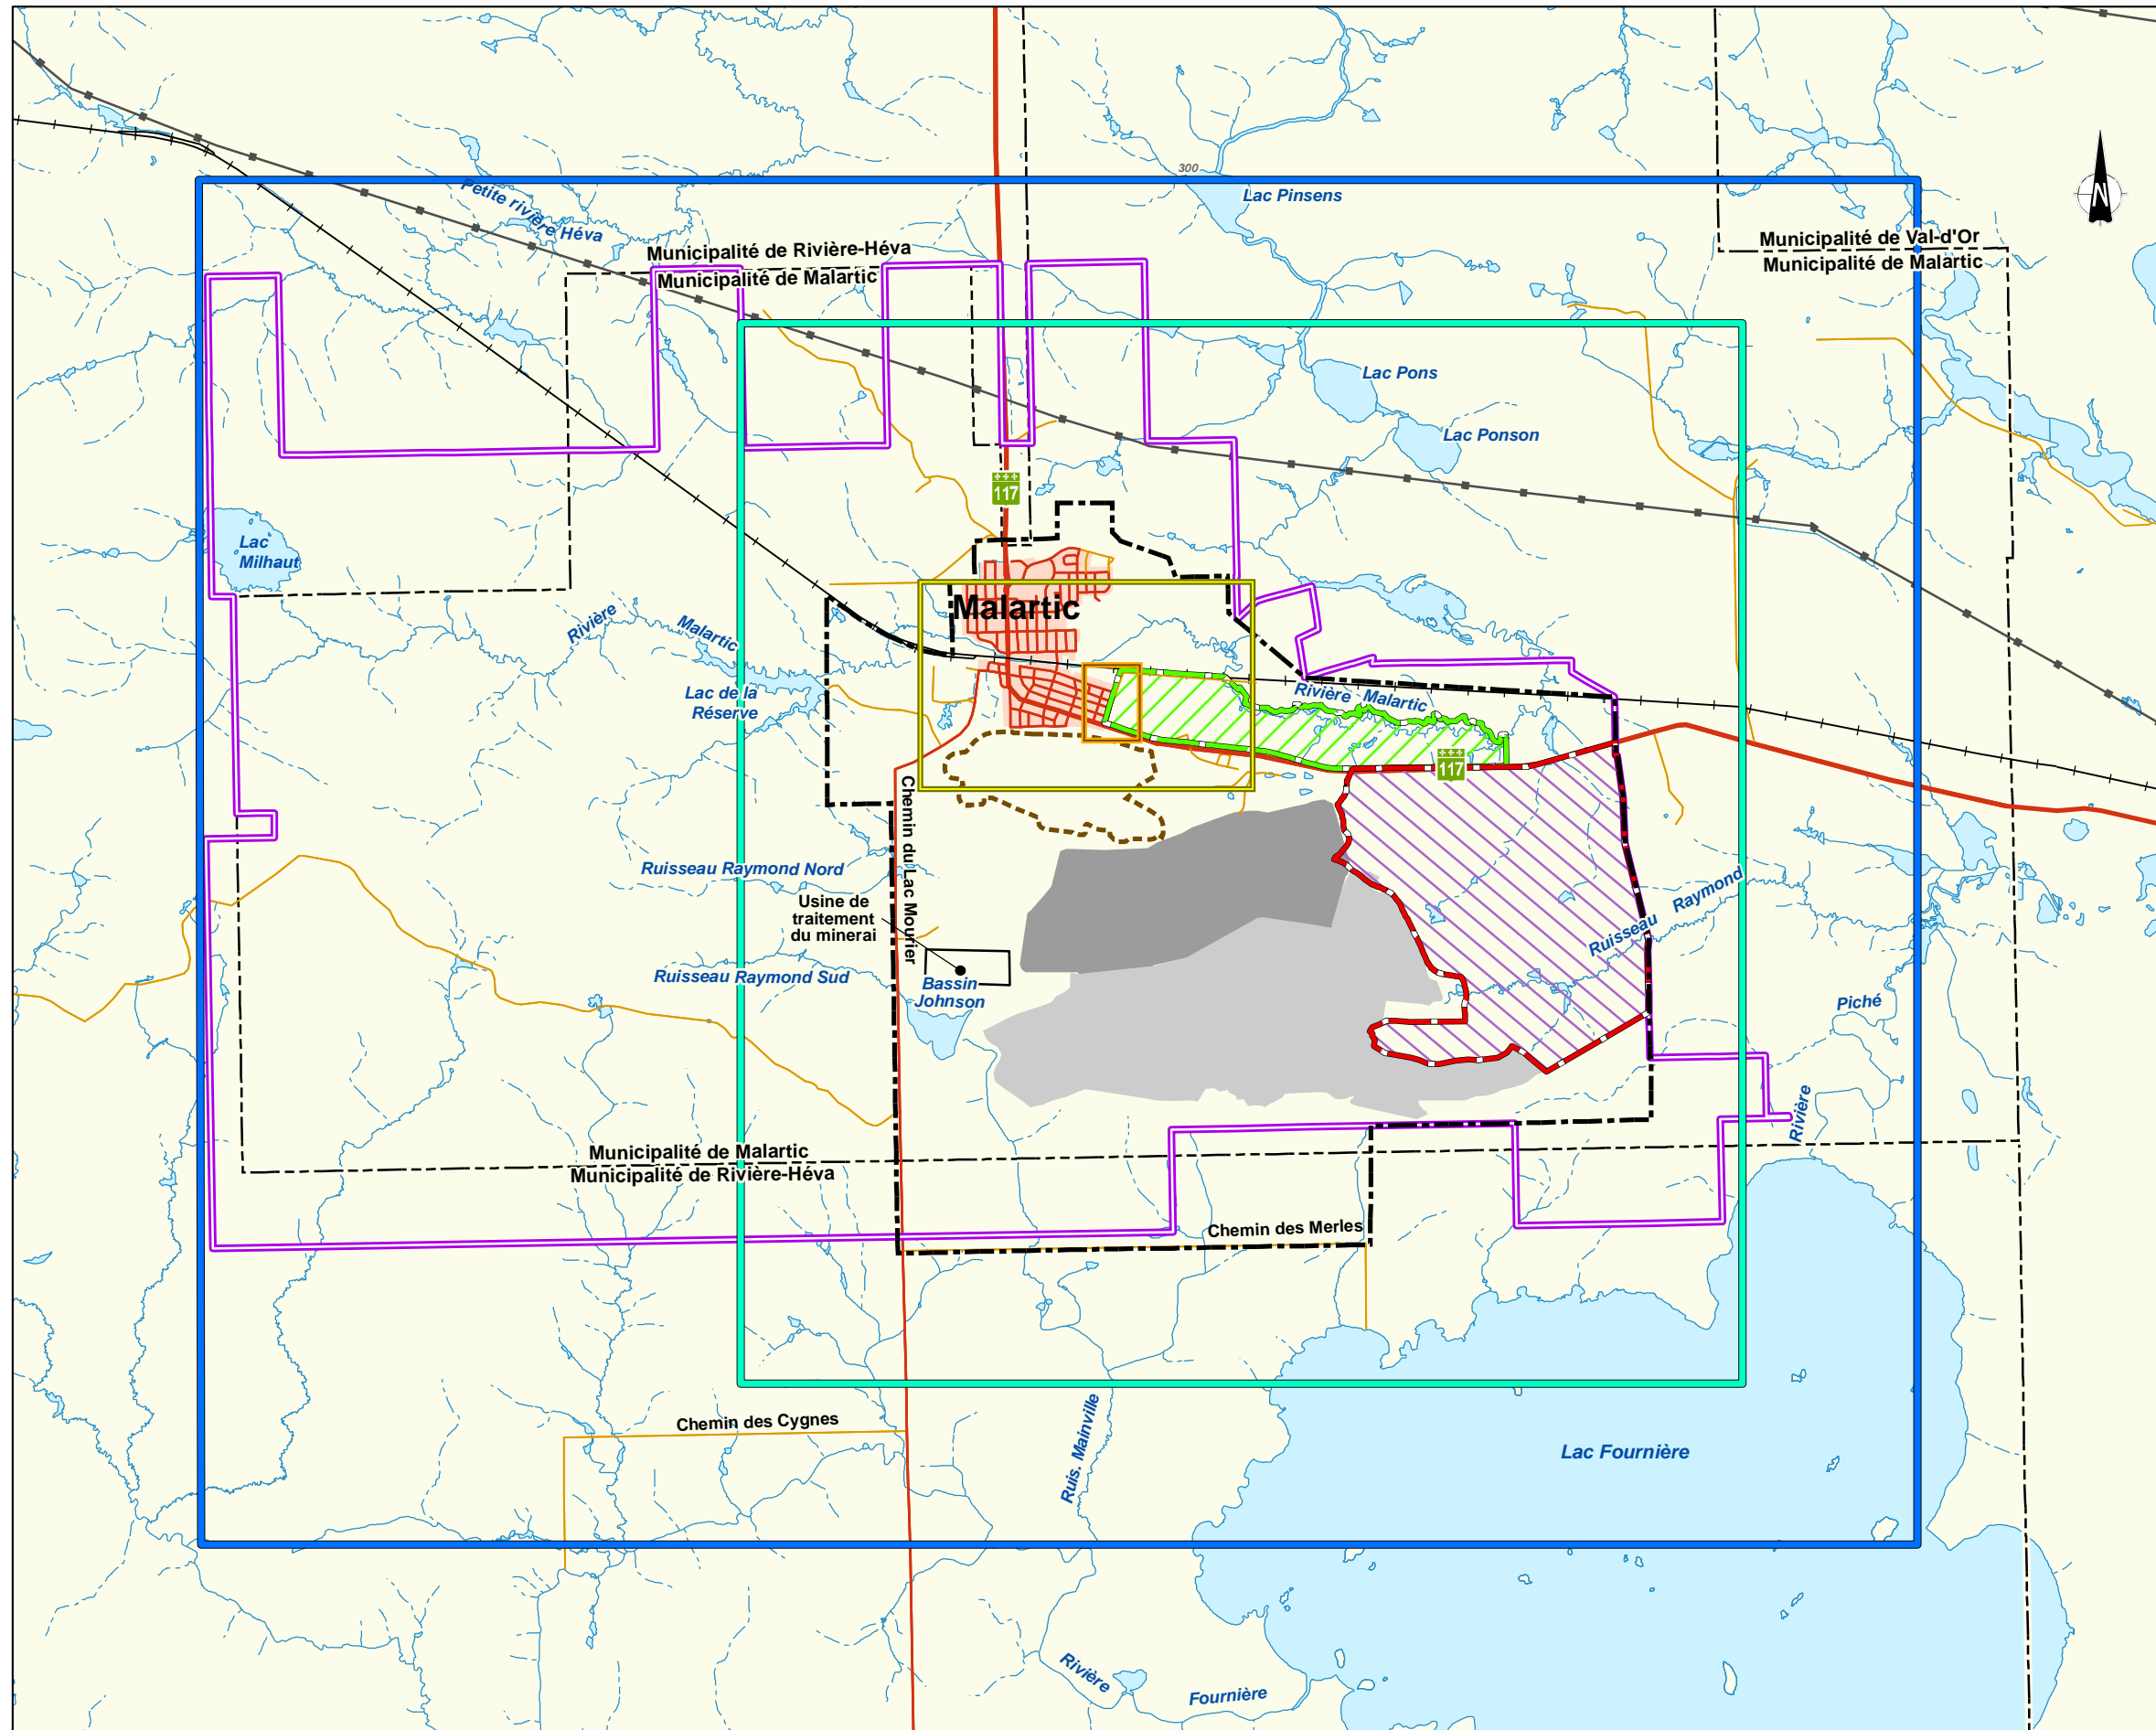 300
Lac Pinsens
N
Petite rivière Héva
Municipalité de Rivière-Héva
Municipalité de Malartic
Municipalité de Val-d'Or
Municipalité de Malartic
Lac Pons
Lac Ponson
117
Lac
Milhaut
Malartic
Rivière
Malartic
Lac de la
Réserve
Rivière Malartic
117
Chemin du Lac Mourier
Ruisseau Raymond Nord
Usine de
traitement
du minerai
Ruisseau Raymond
Ruisseau Raymond Sud
Bassin
Johnson
Piché
Rivière
Municipalité de Malartic
Municipalité de Rivière-Héva
Chemin des Merles
Chemin des Cygnes
Ruis. Mainville
Lac Fournière
Rivière
Fournière